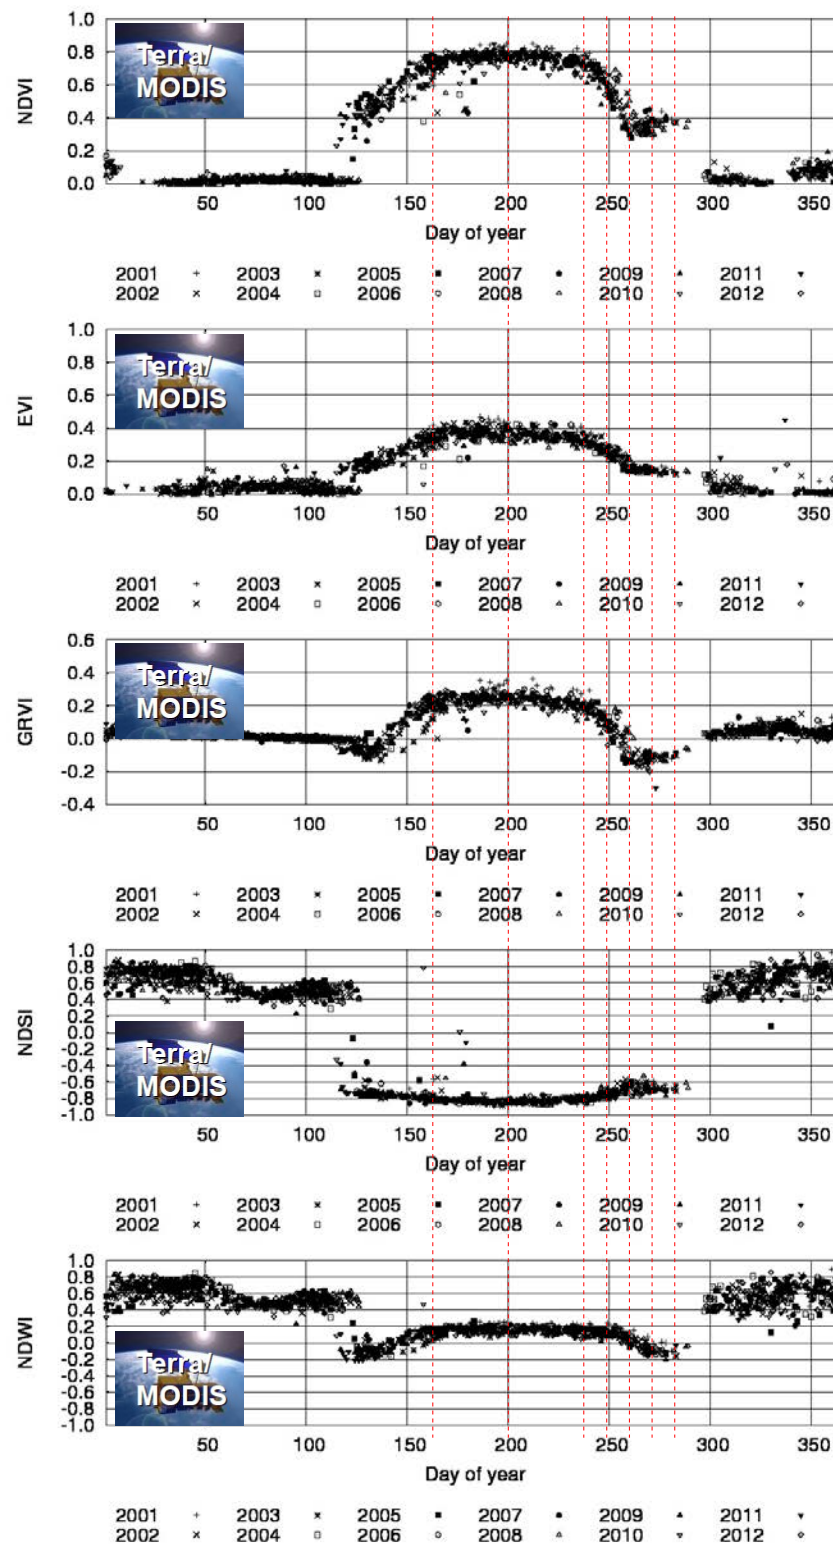 1.0
0.8
0.6
0.4
0.2
0.0
NDVI
Terra/
MODIS
50 100 150 200 250 300 350
Day of year
2001 + 2003 × 2005 ■ 2007 ● 2009 ▲ 2011 ▼
2002 × 2004 □ 2006 ○ 2008 △ 2010 ▽ 2012 ◇
1.0
0.8
0.6
0.4
0.2
0.0
EVI
Terra/
MODIS
50 100 150 200 250 300 350
Day of year
2001 + 2003 × 2005 ■ 2007 ● 2009 ▲ 2011 ▼
2002 × 2004 □ 2006 ○ 2008 △ 2010 ▽ 2012 ◇
0.6
0.4
0.2
0.0
-0.2
-0.4
GRVI
Terra/
MODIS
50 100 150 200 250 300 350
Day of year
2001 + 2003 × 2005 ■ 2007 ● 2009 ▲ 2011 ▼
2002 × 2004 □ 2006 ○ 2008 △ 2010 ▽ 2012 ◇
1.0
0.8
0.6
0.4
0.2
0.0
-0.2
-0.4
-0.6
-0.8
-1.0
NDSI
Terra/
MODIS
50 100 150 200 250 300 350
Day of year
2001 + 2003 × 2005 ■ 2007 ● 2009 ▲ 2011 ▼
2002 × 2004 □ 2006 ○ 2008 △ 2010 ▽ 2012 ◇
1.0
0.8
0.6
0.4
0.2
0.0
-0.2
-0.4
-0.6
-0.8
-1.0
NDWI
Terra/
MODIS
50 100 150 200 250 300 350
Day of year
2001 + 2003 × 2005 ■ 2007 ● 2009 ▲ 2011 ▼
2002 × 2004 □ 2006 ○ 2008 △ 2010 ▽ 2012 ◇